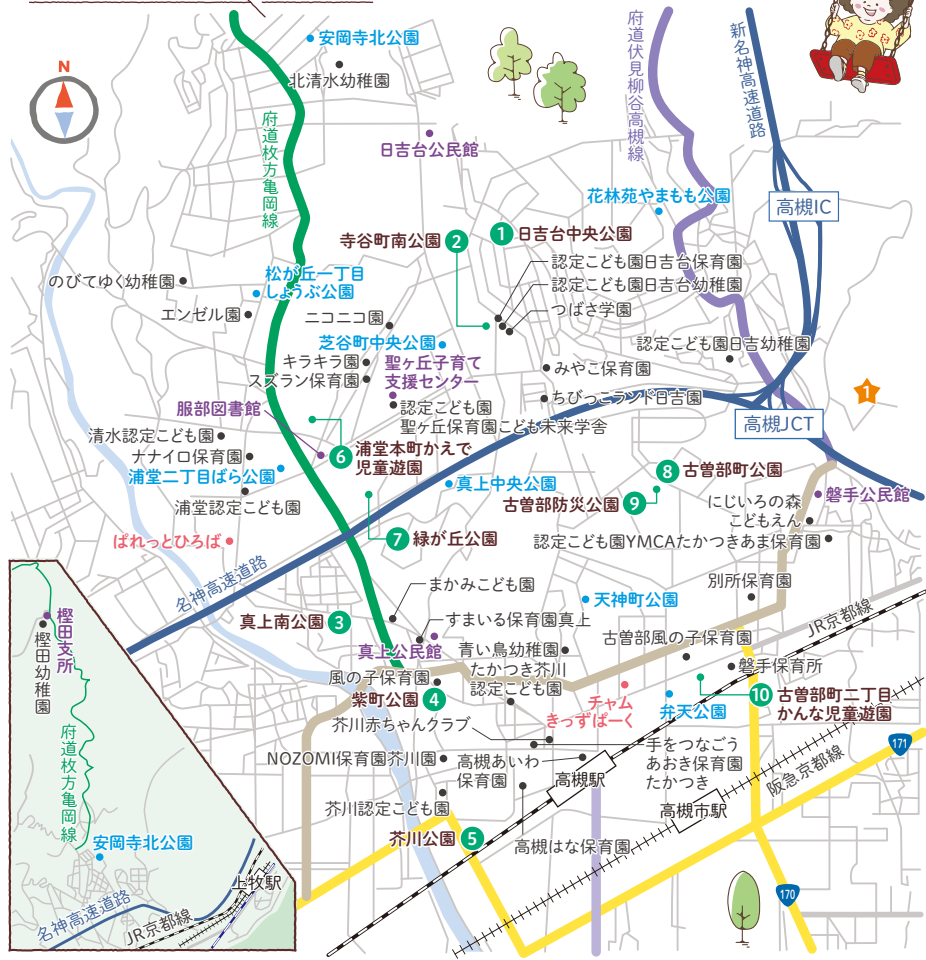 安岡寺北公園
北清水幼稚園
N
府道枚方亀岡線
府道伏見柳谷高槻線
新名神高速道路
日吉台公民館
花林苑やまもも公園
高槻IC
寺谷町南公園 2
1 日吉台中央公園
認定こども園日吉台保育園
認定こども園日吉台幼稚園
つばさ学園
のびてゆく幼稚園
松が丘一丁目
しょうぶ公園
エンゼル園
ニコニコ園
芝谷町中央公園
認定こども園日吉幼稚園
キラキラ園
スズラン保育園
聖ヶ丘子育て
支援センター
みやこ保育園
ちびっこランド日吉園
1
服部図書館
認定こども園
聖ヶ丘保育園こども未来学舎
高槻JCT
清水認定こども園
ナナイロ保育園
浦堂二丁目ばら公園
浦堂認定こども園
6 浦堂本町かえで
児童遊園
真上中央公園
8 古曽部町公園
古曽部防災公園 9
磐手公民館
にじいろの森
こどもえん
認定こども園YMCAたかつきあま保育園
ぱれっとひろば
7 緑が丘公園
名神高速道路
まかみこども園
別所保育園
天神町公園
真上南公園 3
すまいる保育園真上
JR京都線
真上公民館
青い鳥幼稚園
古曽部風の子保育園
風の子保育園
たかつき芥川
認定こども園
磐手保育所
紫町公園 4
チャム
きっずぱーく
弁天公園
10 古曽部町二丁目
かんな児童遊園
芥川赤ちゃんクラブ
NOZOMI保育園芥川園
高槻あいわ
保育園
高槻駅
手をつなごう
あおき保育園
たかつき
171
阪急京都線
高槻市駅
芥川認定こども園
芥川公園 5
高槻はな保育園
170
樫田支所
樫田幼稚園
府道枚方亀岡線
安岡寺北公園
上牧駅
名神高速道路
JR京都線